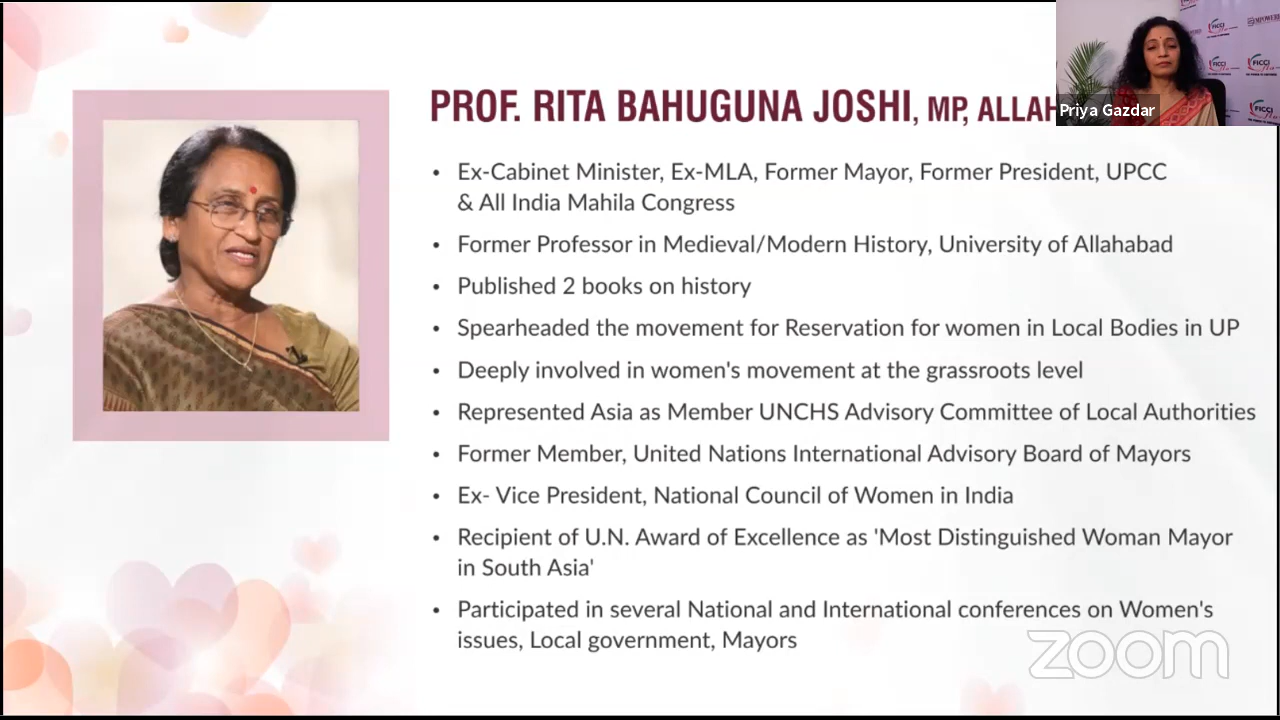 PROF. RITA BAHUGUNA JOSHI, MP,
Priya Gazdar
FICCI
FICCI
FICCI
FICCI
• Ex-Cabinet Minister, Ex-MLA, Former Mayor, Former President, UPCC
& All India Mahila Congress
• Former Professor in Medieval/Modern History, University of Allahabad
• Published 2 books on history
• Spearheaded the movement for Reservation for women in Local Bodies in UP
• Deeply involved in women's movement at the grassroots level
• Represented Asia as Member UNCHS Advisory Committee of Local Authorities
• Former Member, United Nations International Advisory Board of Mayors
• Ex- Vice President, National Council of Women in India
• Recipient of U.N. Award of Excellence as 'Most Distinguished Woman Mayor
in South Asia'
• Participated in several National and International conferences on Women's
issues, Local government, Mayors
zoom